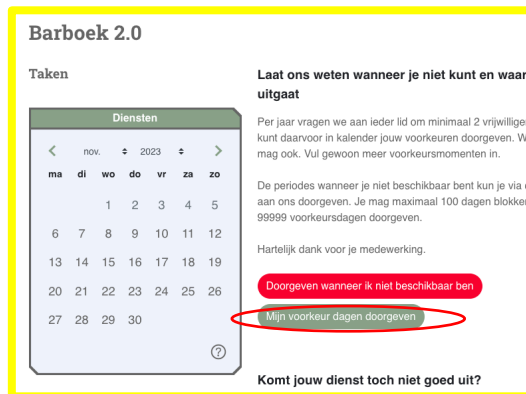 Barboek 2.0
Taken
Diensten
nov. 2023
ma di wo do vr za zo
1 2 3 4 5
6 7 8 9 10 11 12
13 14 15 16 17 18 19
20 21 22 23 24 25 26
27 28 29 30
?
Laat ons weten wanneer je niet kunt en waar
uitgaat
Per jaar vragen we aan ieder lid om minimaal 2 vrijwillige
kunt daarvoor in kalender jouw voorkeuren doorgeven. W
mag ook. Vul gewoon meer voorkeursmomenten in.
De periodes wanneer je niet beschikbaar bent kun je via
aan ons doorgeven. Je mag maximaal 100 dagen blokker
99999 voorkeursdagen doorgeven.
Hartelijk dank voor je medewerking.
Doorgeven wanneer ik niet beschikbaar ben
Mijn voorkeur dagen doorgeven
Komt jouw dienst toch niet goed uit?